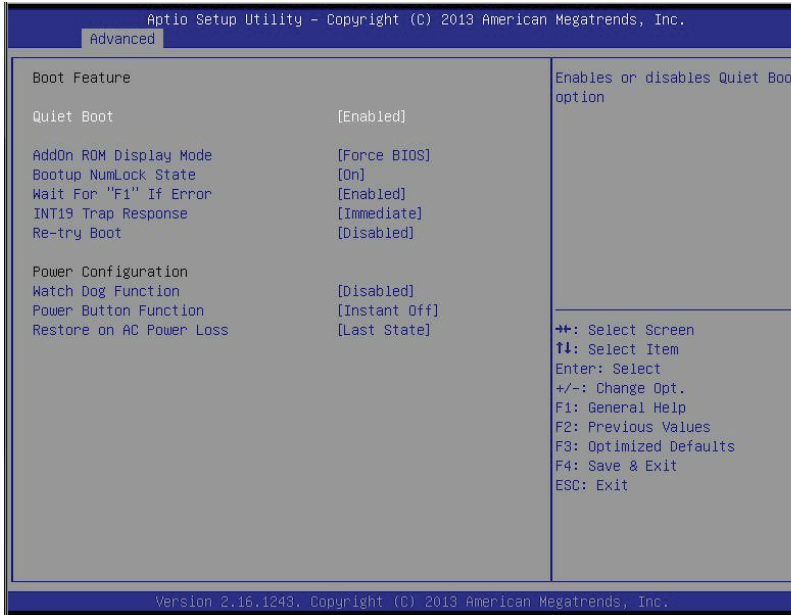 Aptio Setup Utility – Copyright (C) 2013 American Megatrends, Inc.
Advanced
Boot Feature
Quiet Boot [Enabled]
AddOn ROM Display Mode [Force BIOS]
Bootup NumLock State [On]
Wait For "F1" If Error [Enabled]
INT19 Trap Response [Immediate]
Re-try Boot [Disabled]
Power Configuration
Watch Dog Function [Disabled]
Power Button Function [Instant Off]
Restore on AC Power Loss [Last State]
Enables or disables Quiet Boo
option
→←: Select Screen
↑↓: Select Item
Enter: Select
+/-: Change Opt.
F1: General Help
F2: Previous Values
F3: Optimized Defaults
F4: Save & Exit
ESC: Exit
Version 2.16.1243. Copyright (C) 2013 American Megatrends, Inc.